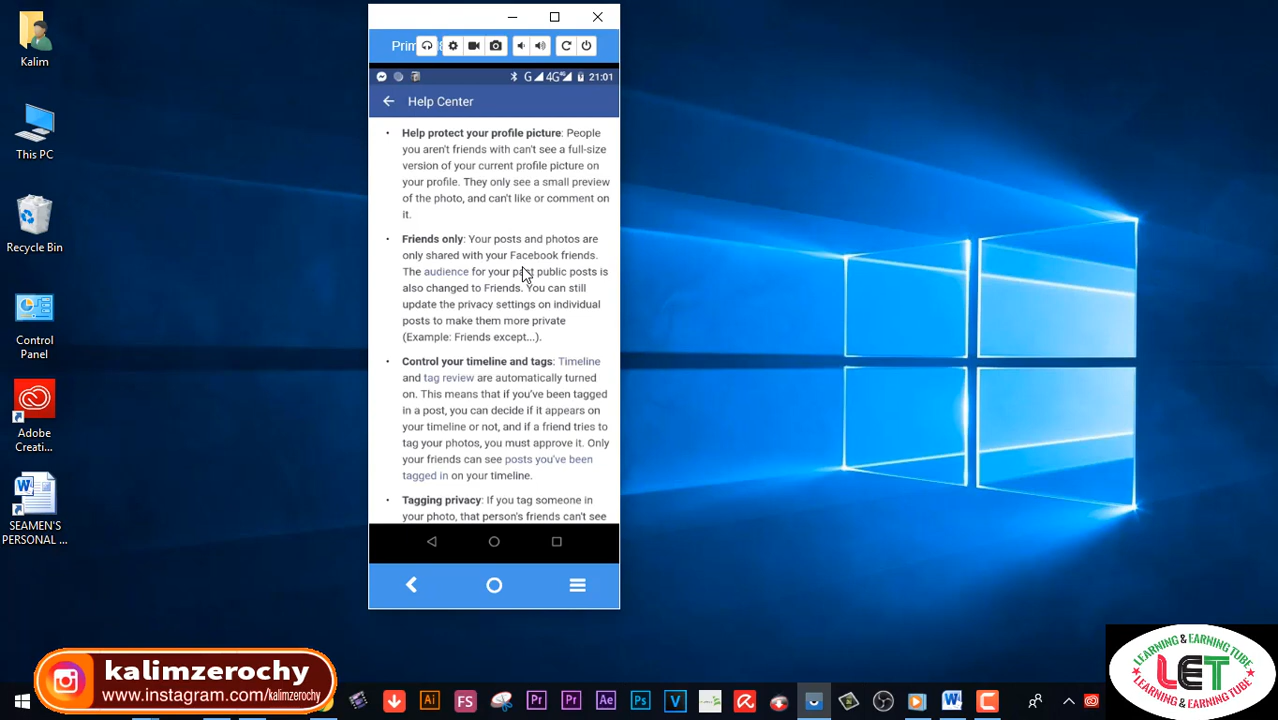 Kalim
This PC
Recycle Bin
Control
Panel
Adobe
Creati...
SEAMEN'S
PERSONAL ...
Prim
21:01
G 4G
Help Center
• Help protect your profile picture: People
you aren't friends with can't see a full-size
version of your current profile picture on
your profile. They only see a small preview
of the photo, and can't like or comment on
it.
• Friends only: Your posts and photos are
only shared with your Facebook friends.
The audience for your past public posts is
also changed to Friends. You can still
update the privacy settings on individual
posts to make them more private
(Example: Friends except...).
• Control your timeline and tags: Timeline
and tag review are automatically turned
on. This means that if you've been tagged
in a post, you can decide if it appears on
your timeline or not, and if a friend tries to
tag your photos, you must approve it. Only
your friends can see posts you've been
tagged in on your timeline.
• Tagging privacy: If you tag someone in
your photo, that person's friends can't see
kalimzerochy
www.instagram.com/kalimzerochy
Ai
FS
Pr
Pr
Ae
Ps
V
W
C
LEARNING & EARNING TUBE
LET
LEARNING & EARNING TUBE